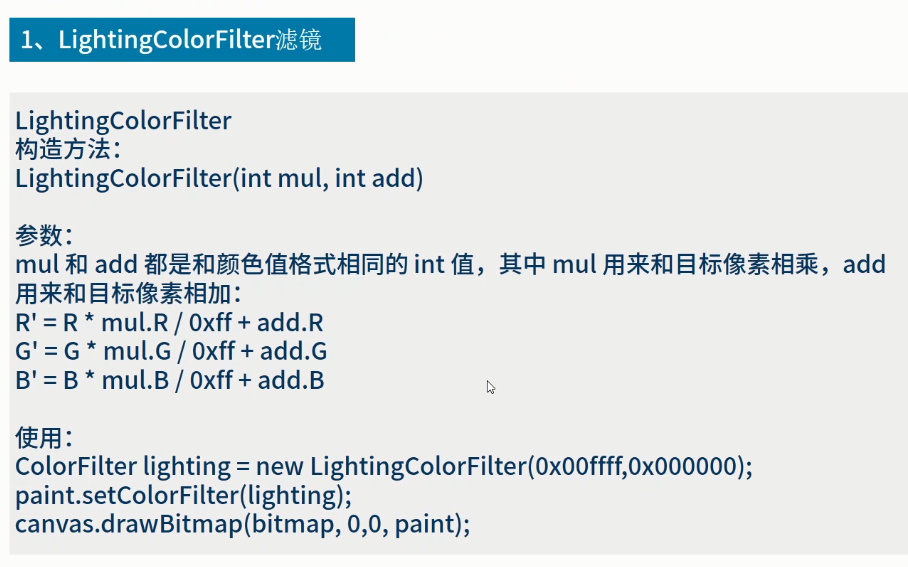 1、LightingColorFilter滤镜
LightingColorFilter
构造方法：
LightingColorFilter(int mul, int add)
参数：
mul 和 add 都是和颜色值格式相同的 int 值，其中 mul 用来和目标像素相乘，add
用来和目标像素相加：
R' = R * mul.R / 0xff + add.R
G' = G * mul.G / 0xff + add.G
B' = B * mul.B / 0xff + add.B
使用：
ColorFilter lighting = new LightingColorFilter(0x00ffff,0x000000);
paint.setColorFilter(lighting);
canvas.drawBitmap(bitmap, 0,0, paint);